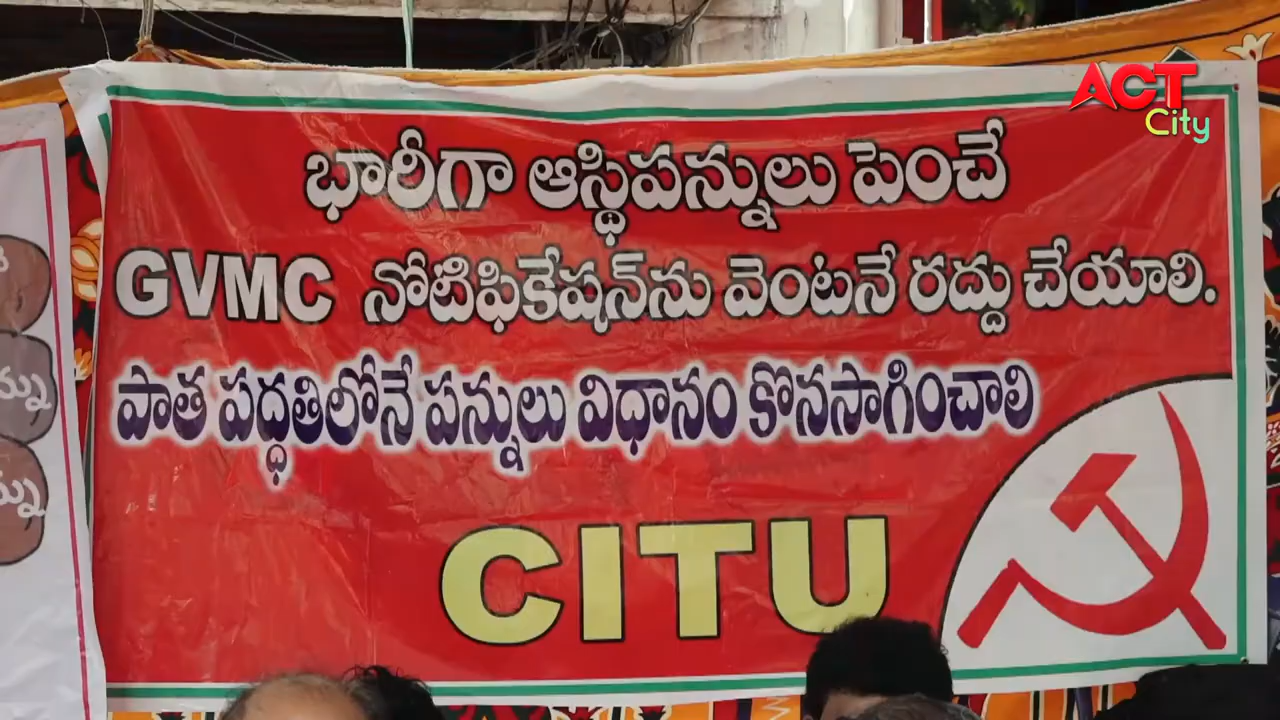 ACT
City
భారీగా ఆస్థిపన్నులు పెంచే
GVMC నోటిఫికేషన్‌ను వెంటనే రద్దు చేయాలి.
పాత పద్ధతిలోనే పన్నులు విధానం కొనసాగించాలి
CITU